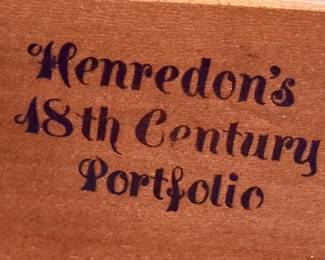 Henredon's
18th Century
Portfolio